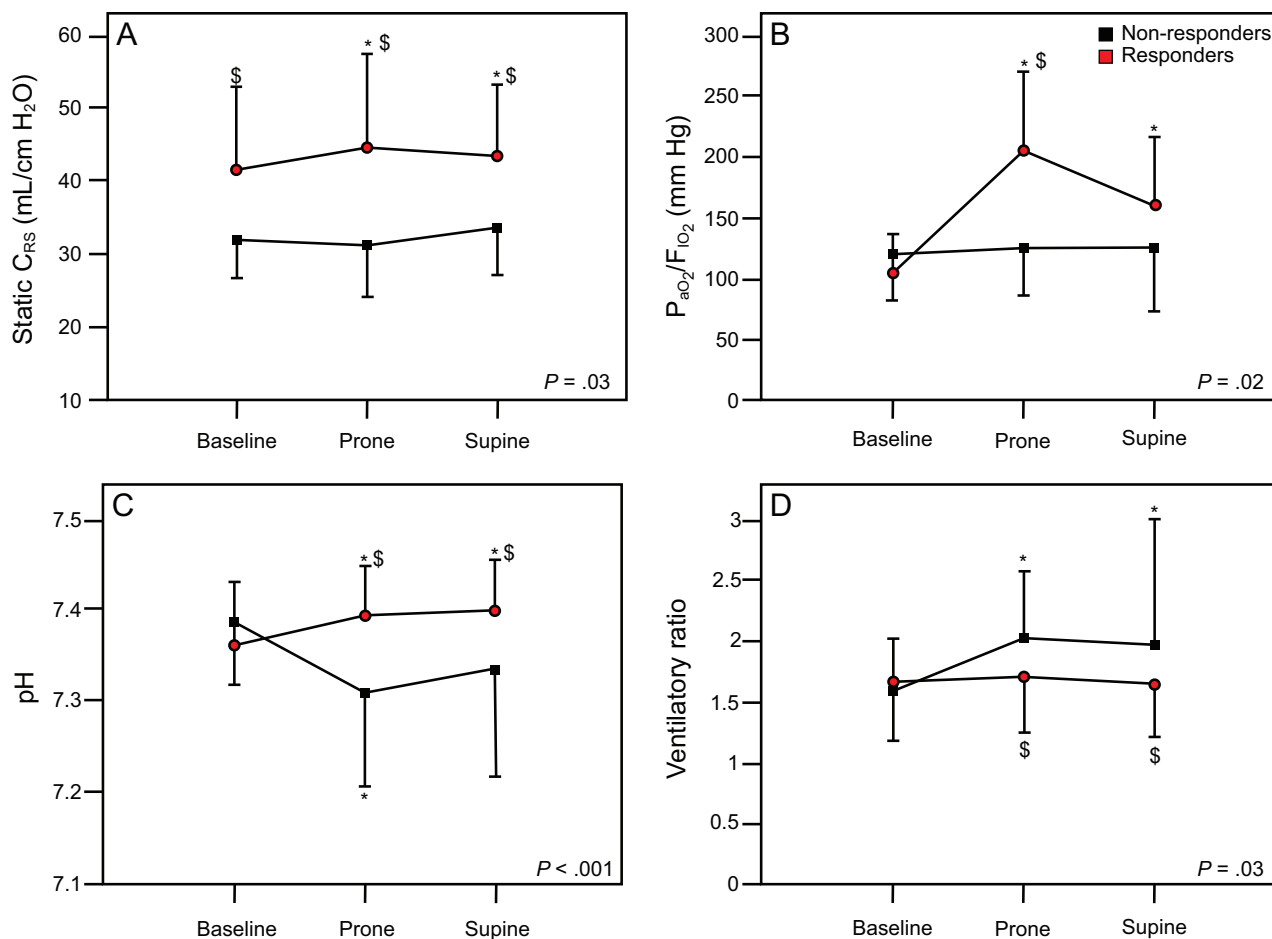 A
Static CRS (mL/cm H2O)
60
50
40
30
20
10
$
* $
* $
P = .03
Baseline
Prone
Supine
B
PaO2/FIO2 (mm Hg)
300
250
200
150
100
50
0
Non-responders
Responders
* $
*
P = .02
Baseline
Prone
Supine
C
pH
7.5
7.4
7.3
7.2
7.1
* $
* $
*
P < .001
Baseline
Prone
Supine
D
Ventilatory ratio
3
2.5
2
1.5
1
0.5
0
*
*
$
$
P = .03
Baseline
Prone
Supine